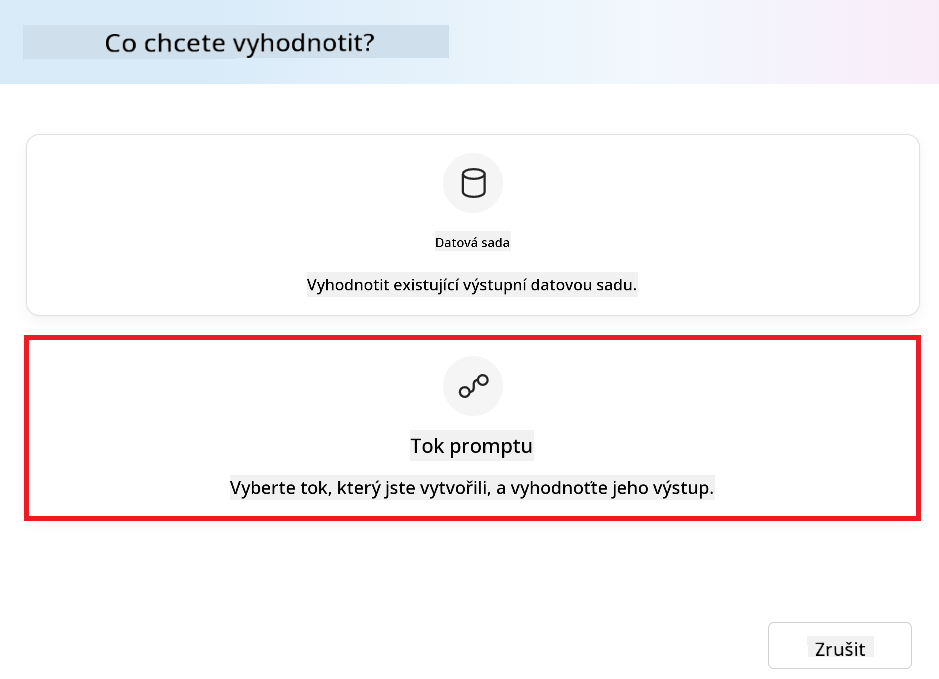 Co chcete vyhodnotit?
Datová sada
Vyhodnotit existující výstupní datovou sadu.
Tok promptu
Vyberte tok, který jste vytvořili, a vyhodnoťte jeho výstup.
Zrušit